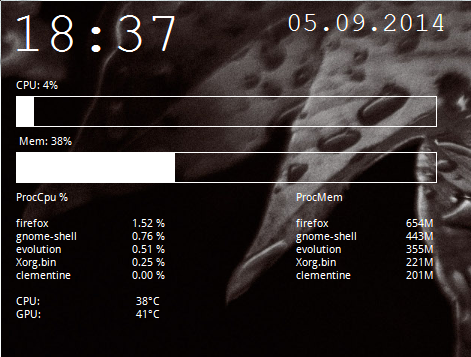 18:37 05.09.2014
CPU: 4%
Mem: 38%
ProcCpu % ProcMem
firefox 1.52 % firefox 654M
gnome-shell 0.76 % gnome-shell 443M
evolution 0.51 % evolution 355M
Xorg.bin 0.25 % Xorg.bin 221M
clementine 0.00 % clementine 201M
CPU: 38°C
GPU: 41°C